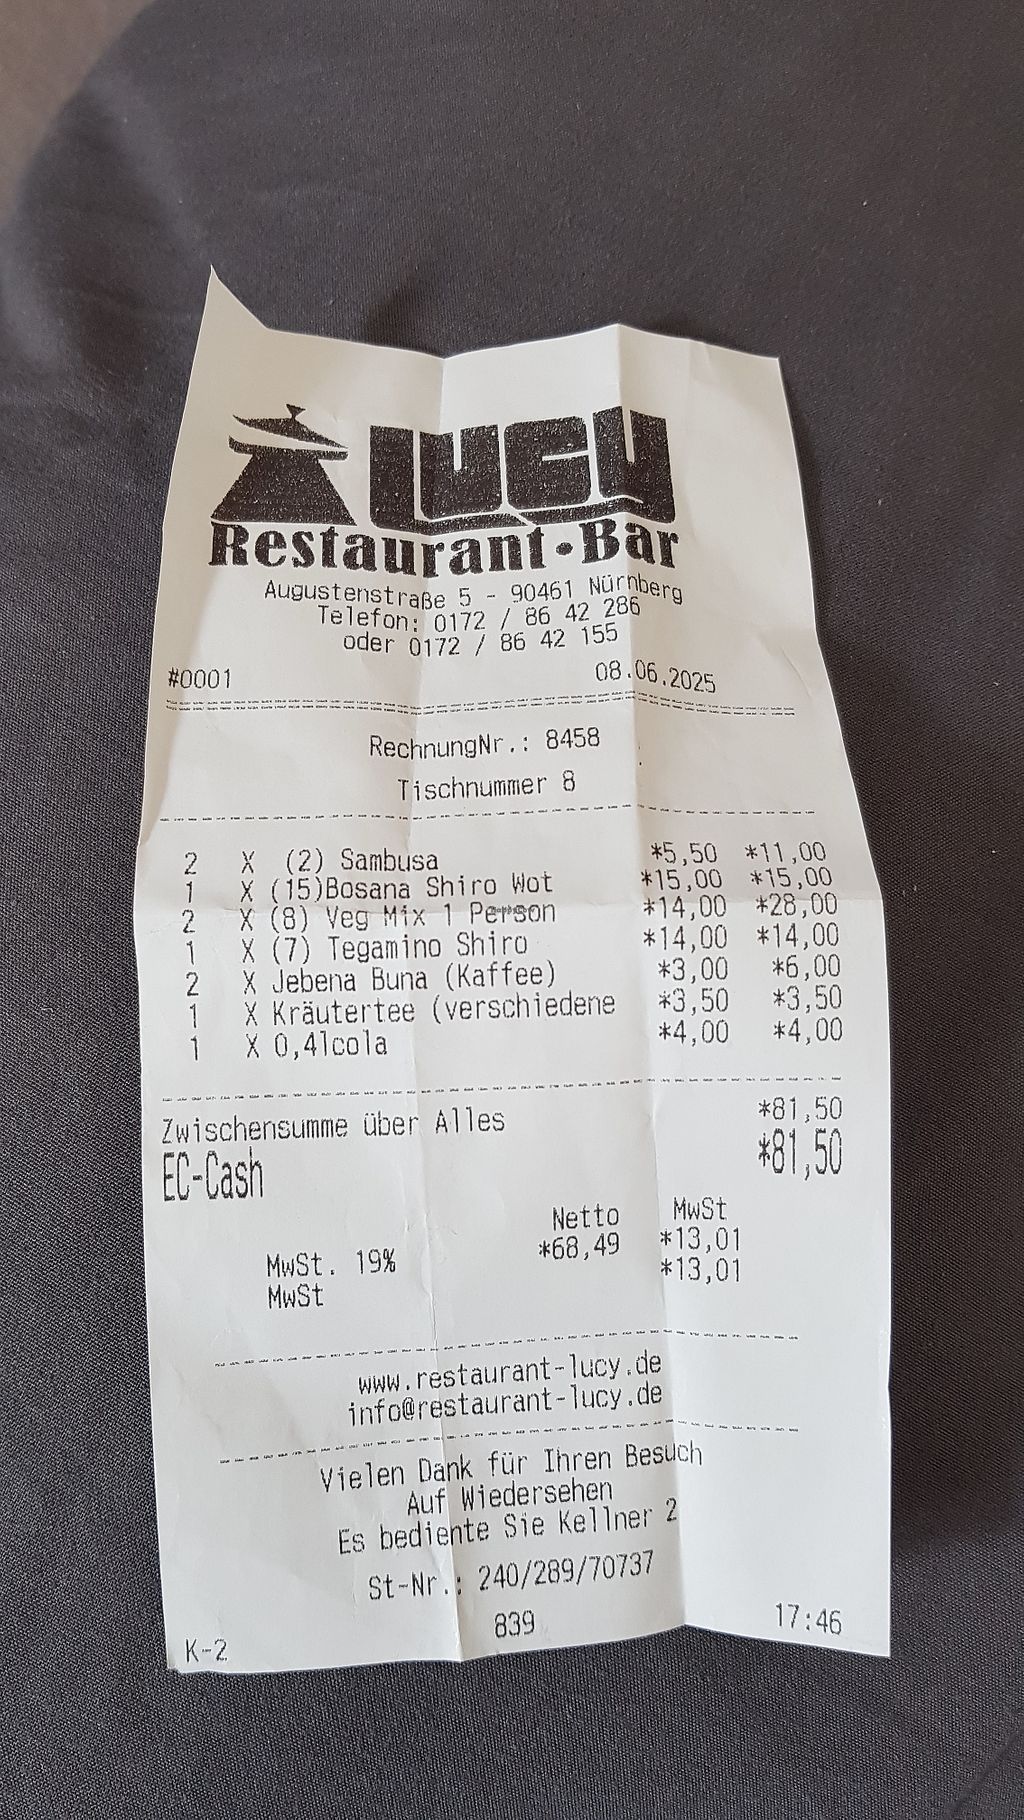 LUCY
Restaurant • Bar
Augustenstraße 5 - 90461 Nürnberg
Telefon: 0172 / 86 42 286
oder 0172 / 86 42 155
#0001 08.06.2025
RechnungNr.: 8458
Tischnummer 8
2 X (2) Sambusa *5,50 *11,00
1 X (15)Bosana Shiro Wot *15,00 *15,00
2 X (8) Veg Mix 1 Person *14,00 *28,00
1 X (7) Tegamino Shiro *14,00 *14,00
2 X Jebena Buna (Kaffee) *3,00 *6,00
1 X Kräutertee (verschiedene *3,50 *3,50
1 X 0,4lcola *4,00 *4,00
Zwischensumme über Alles *81,50
EC-Cash *81,50
Netto MwSt
MwSt. 19% *68,49 *13,01
MwSt *13,01
www.restaurant-lucy.de
info@restaurant-lucy.de
Vielen Dank für Ihren Besuch
Auf Wiedersehen
Es bediente Sie Kellner 2
St-Nr.: 240/289/70737
K-2 839 17:46